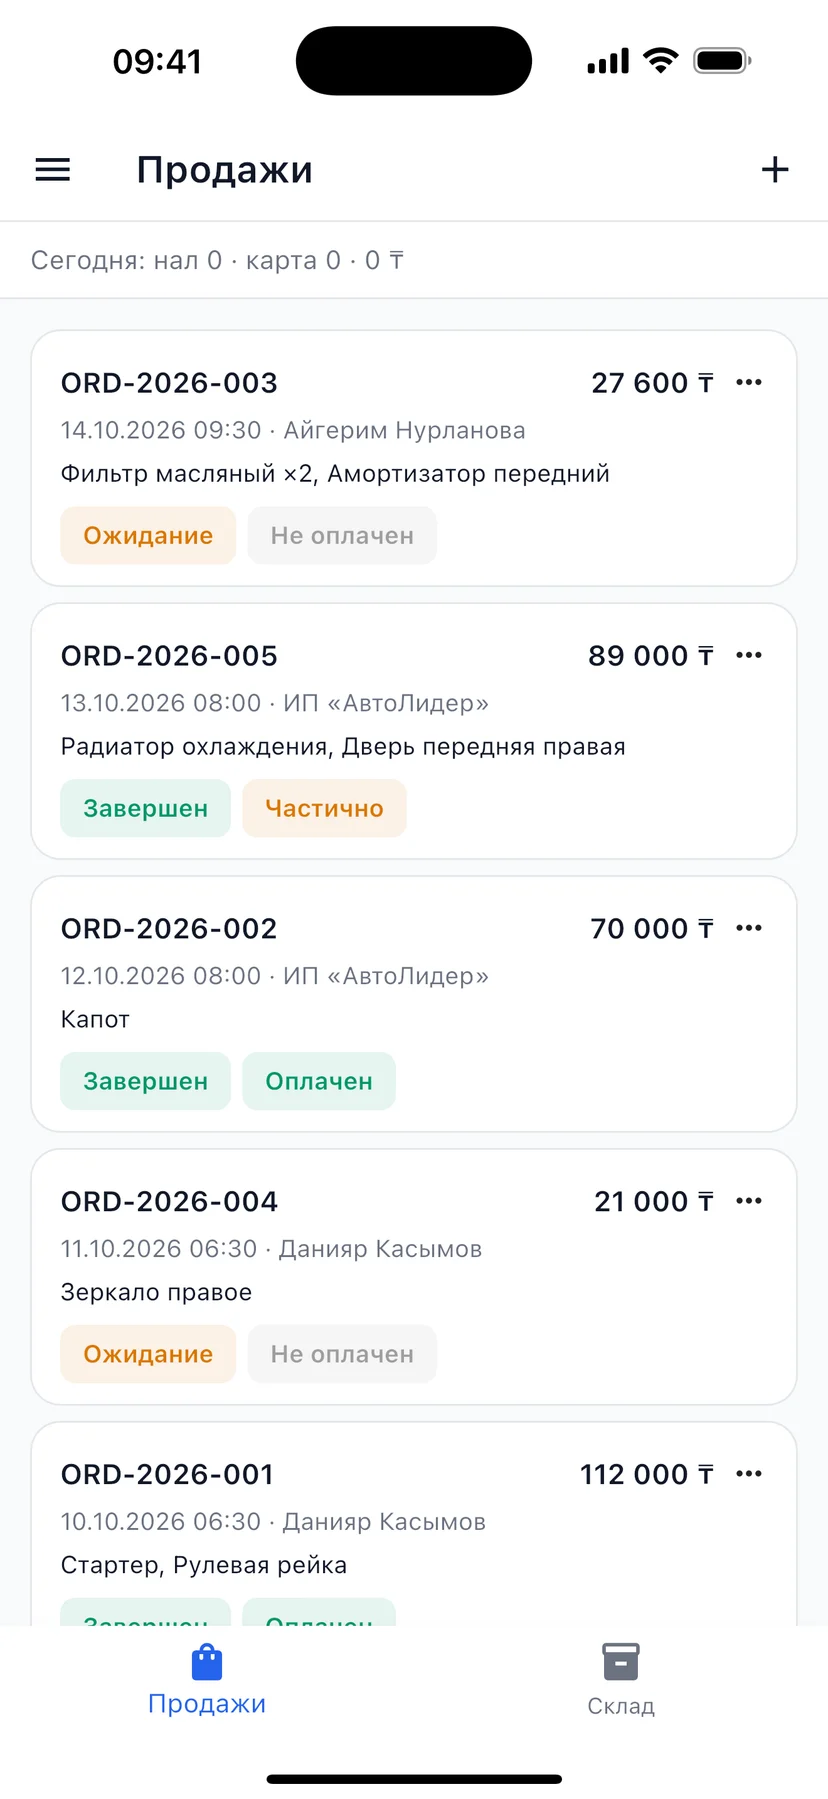 09:41
Продажи
Сегодня: нал 0 · карта 0 · 0 ₸
ORD-2026-003 27 600 ₸
14.10.2026 09:30 · Айгерим Нурланова
Фильтр масляный ×2, Амортизатор передний
Ожидание Не оплачен
ORD-2026-005 89 000 ₸
13.10.2026 08:00 · ИП «АвтоЛидер»
Радиатор охлаждения, Дверь передняя правая
Завершен Частично
ORD-2026-002 70 000 ₸
12.10.2026 08:00 · ИП «АвтоЛидер»
Капот
Завершен Оплачен
ORD-2026-004 21 000 ₸
11.10.2026 06:30 · Данияр Касымов
Зеркало правое
Ожидание Не оплачен
ORD-2026-001 112 000 ₸
10.10.2026 06:30 · Данияр Касымов
Стартер, Рулевая рейка
Завершен Оплачен
Продажи Склад